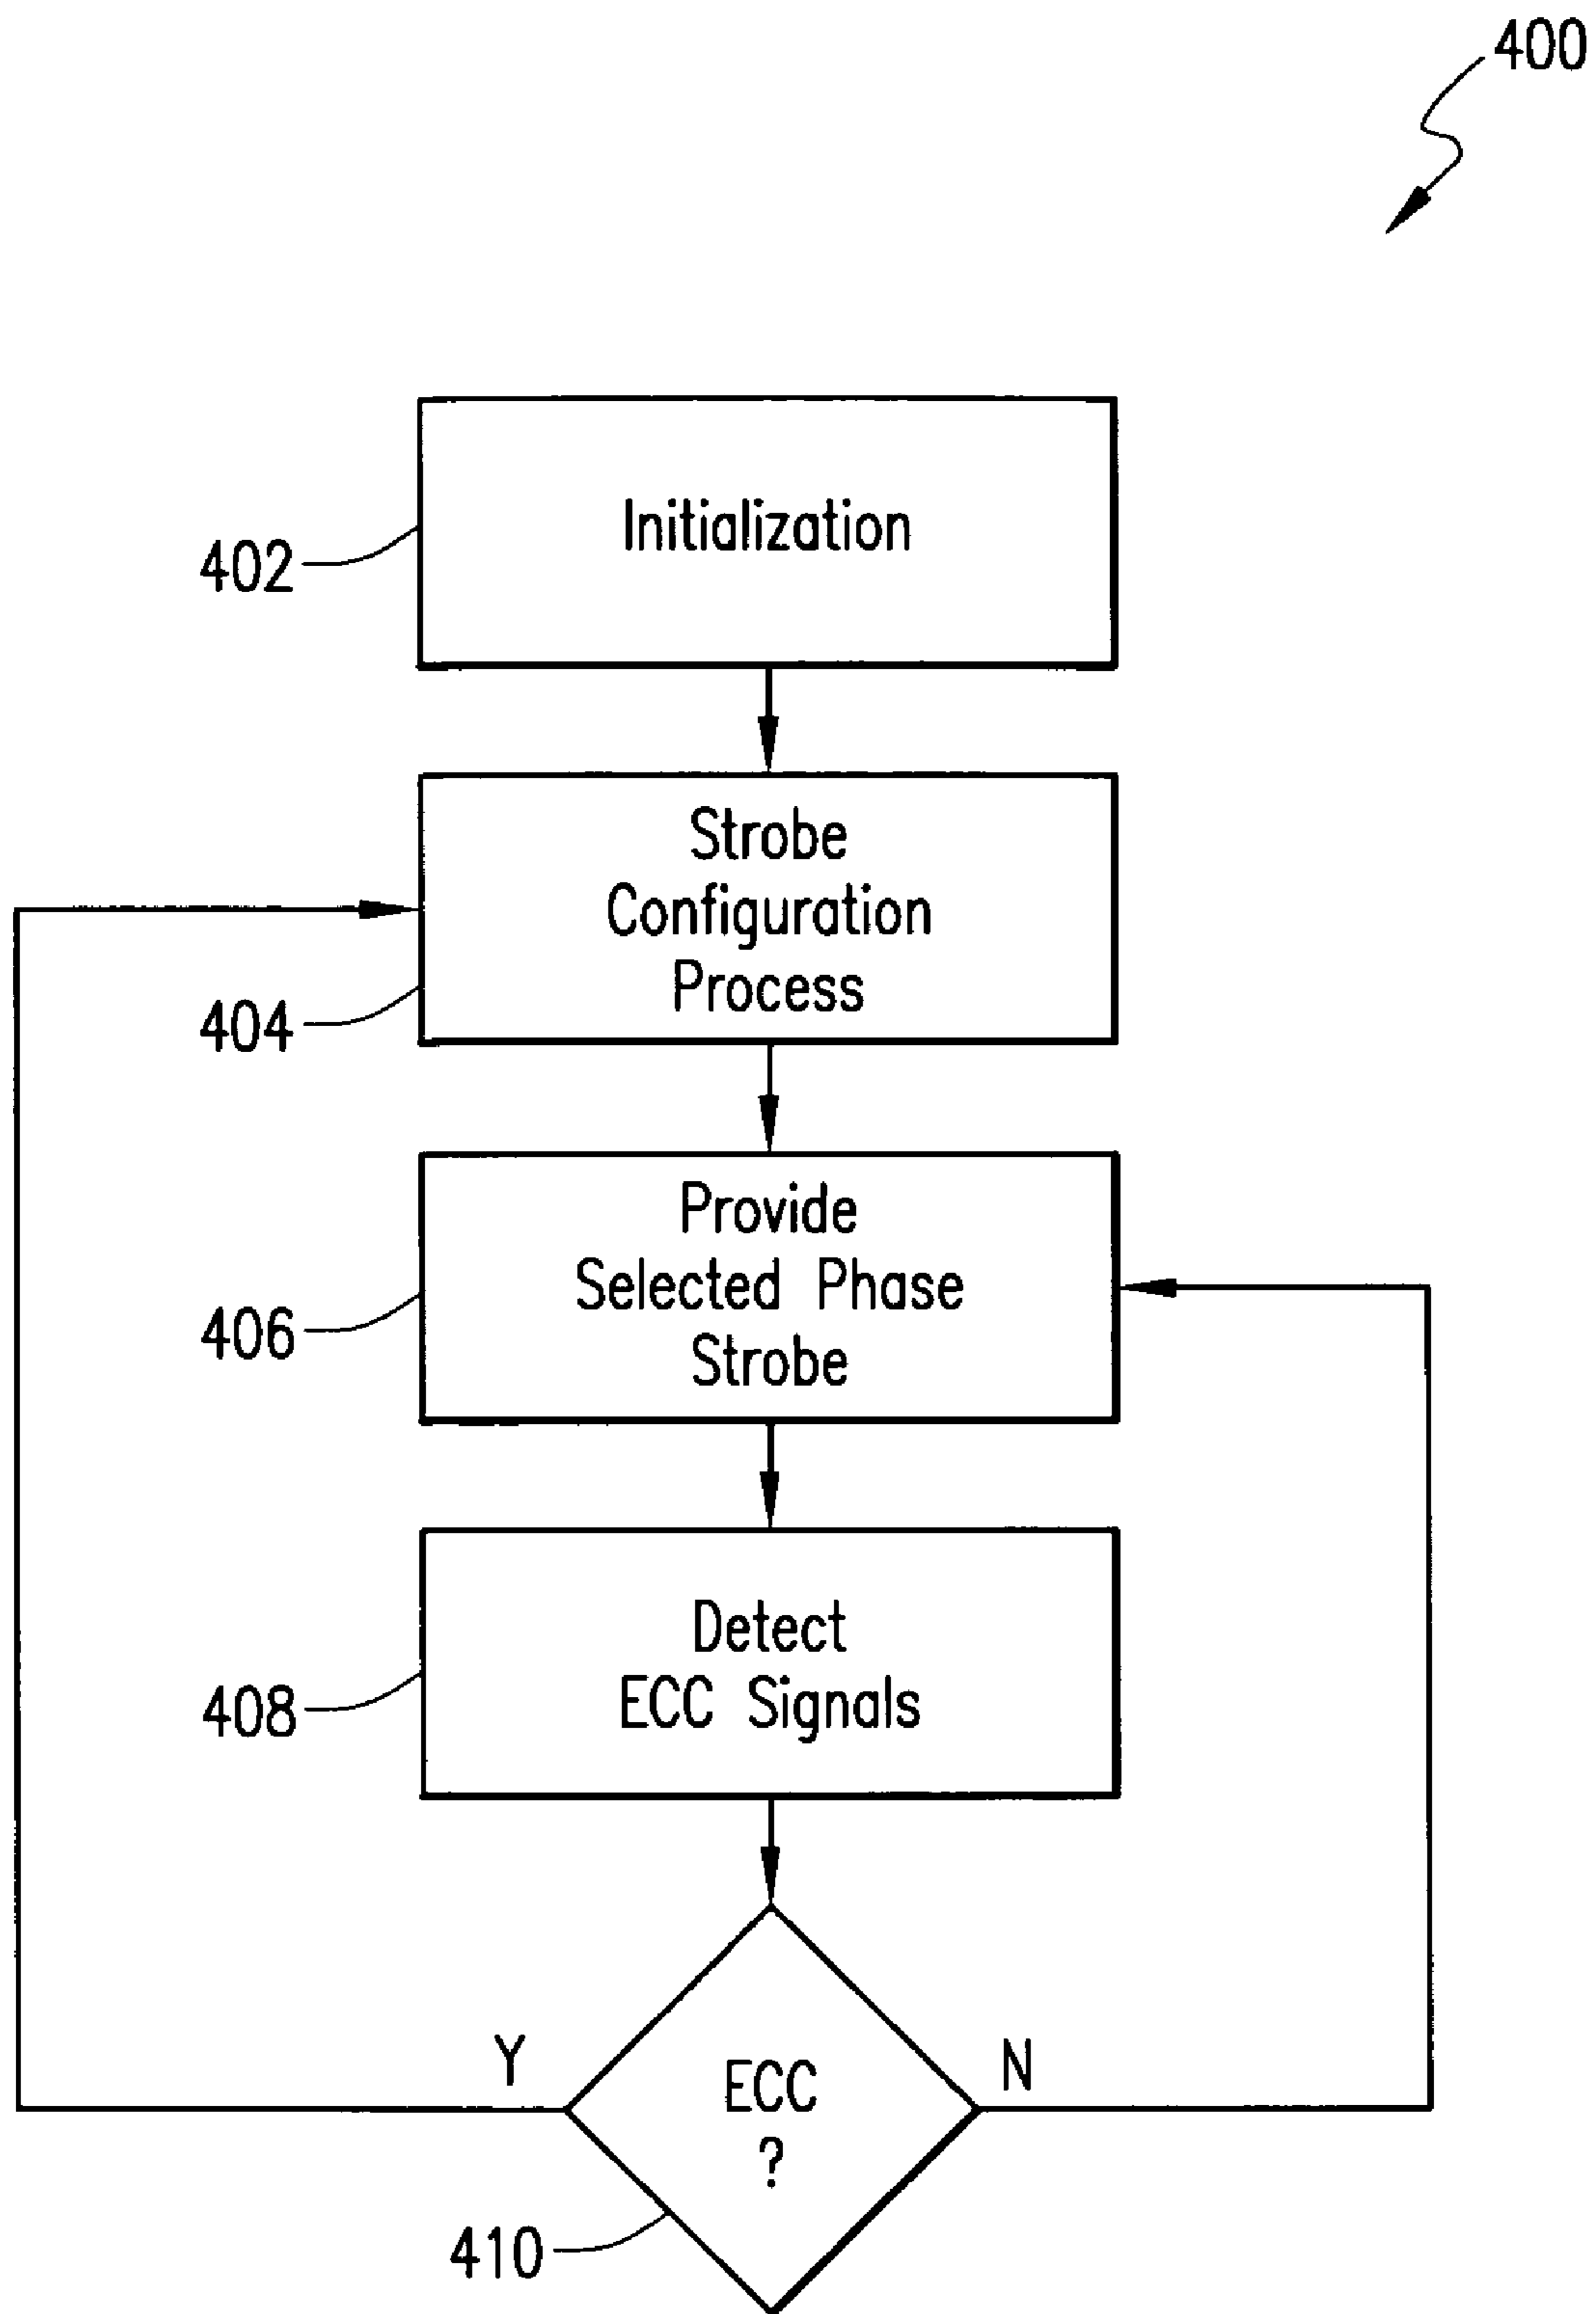 400
Initialization
402
Strobe
Configuration
Process
404
Provide
Selected Phase
Strobe
406
Detect
ECC Signals
408
Y
N
ECC
?
410